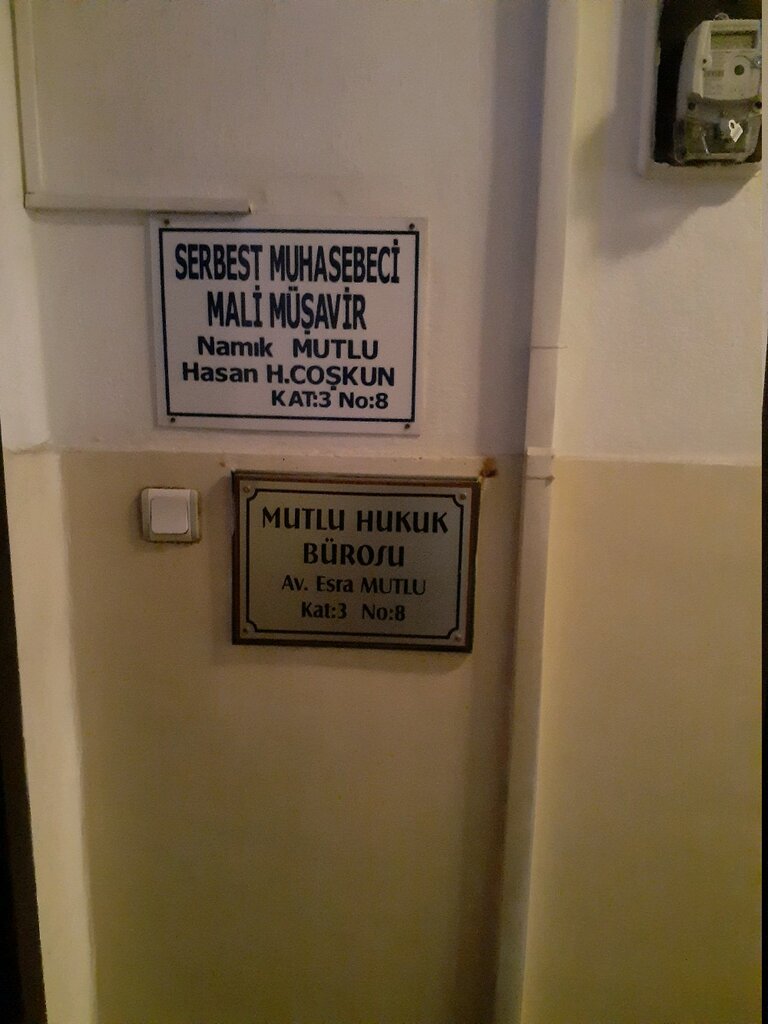 SERBEST MUHASEBECİ
MALİ MÜŞAVİR
Namık MUTLU
Hasan H.COŞKUN
KAT:3 No:8
MUTLU HUKUK
BÜROSU
Av. Esra MUTLU
Kat:3 No:8